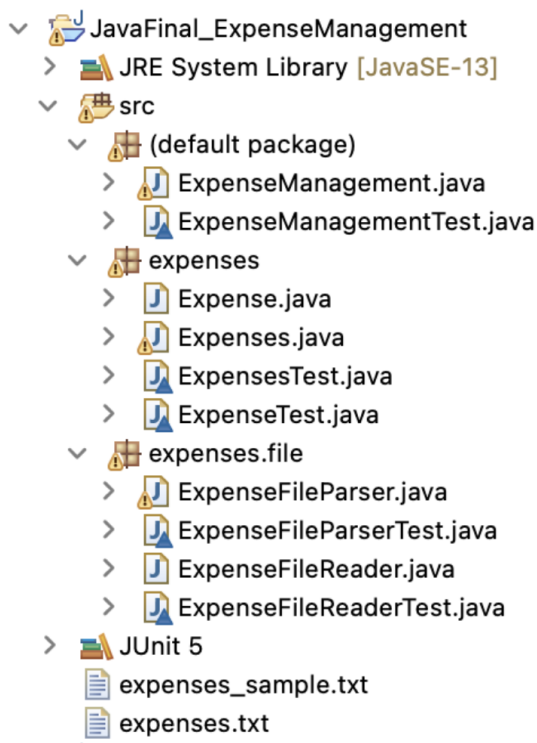 JavaFinal_ExpenseManagement
JRE System Library [JavaSE-13]
src
(default package)
ExpenseManagement.java
ExpenseManagementTest.java
expenses
Expense.java
Expenses.java
ExpensesTest.java
ExpenseTest.java
expenses.file
ExpenseFileParser.java
ExpenseFileParserTest.java
ExpenseFileReader.java
ExpenseFileReaderTest.java
JUnit 5
expenses_sample.txt
expenses.txt